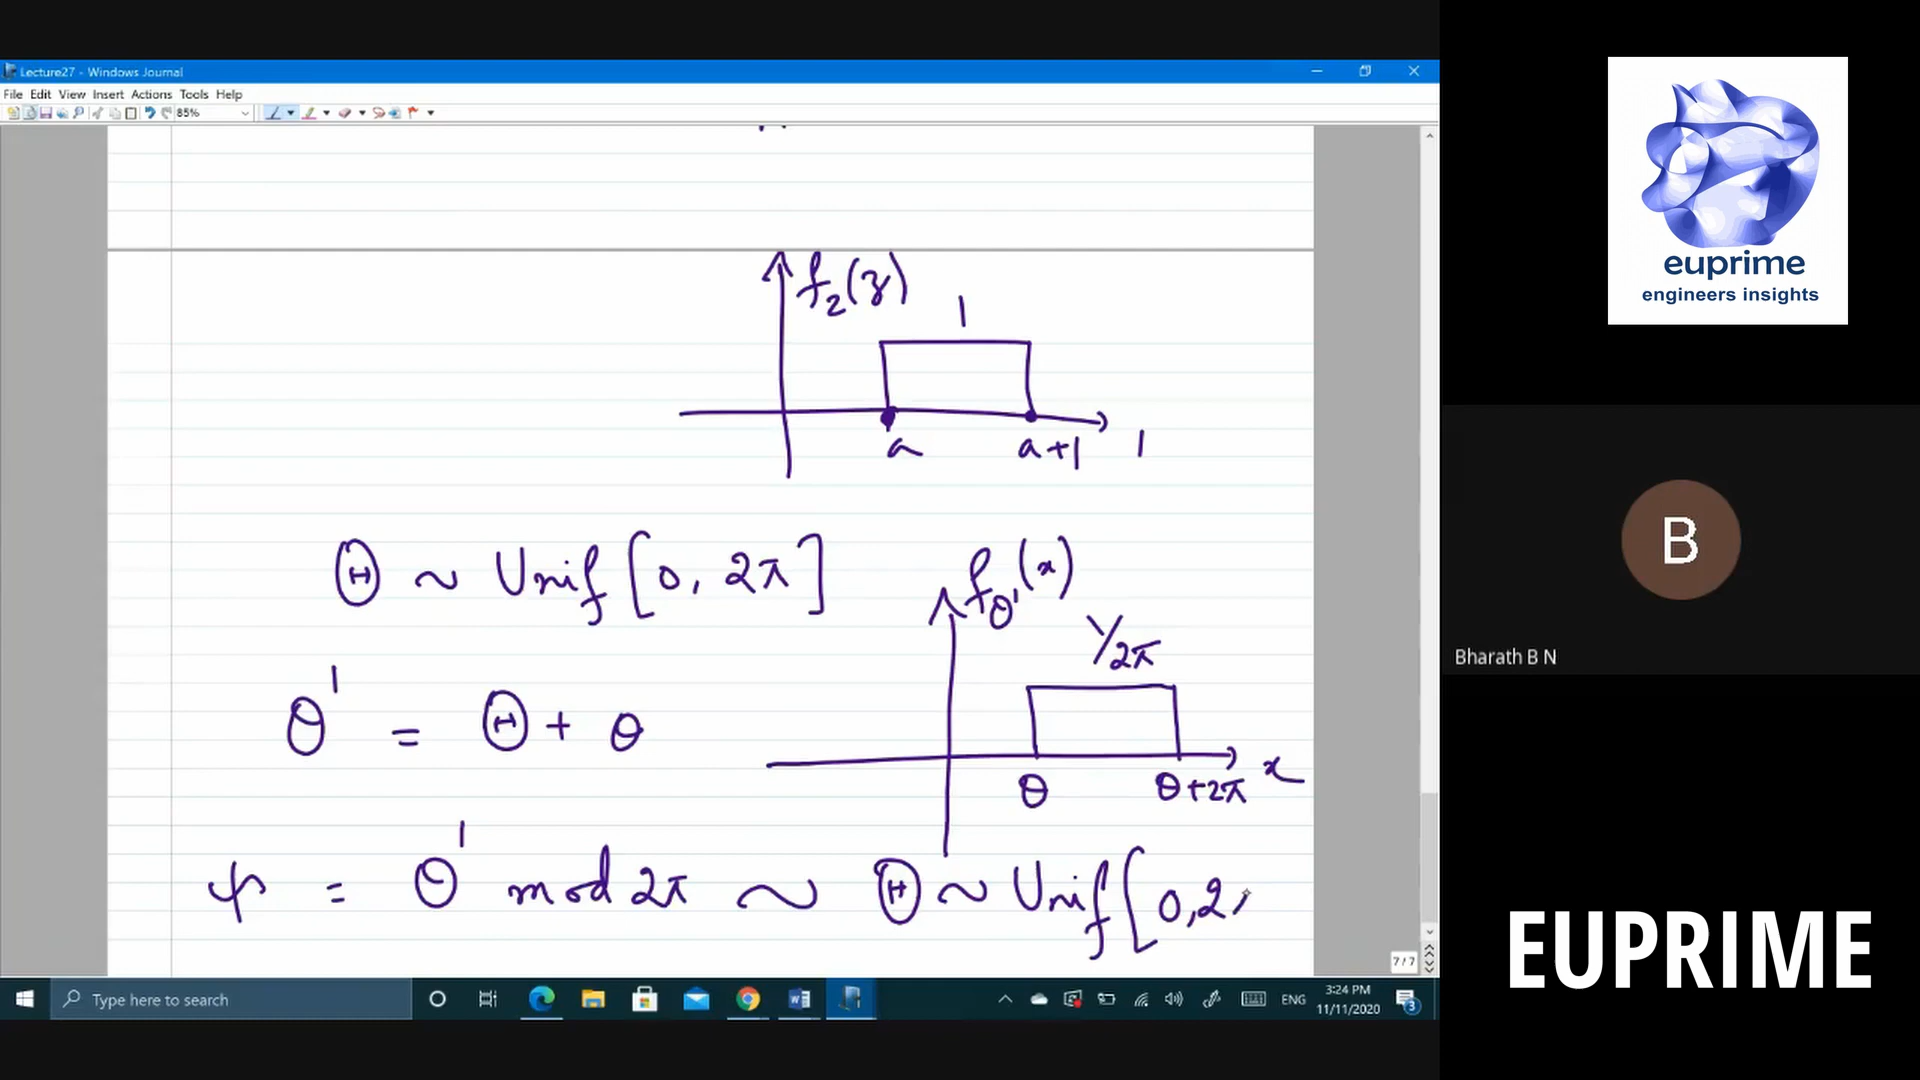 Lecture27 - Windows Journal
File Edit View Insert Actions Tools Help
85%
f₂(z)
1
a
a+1
1
Θ ~ Unif [0, 2π]
f_θ'(x)
1/2π
θ' = Θ + θ
θ
θ+2π
x
ψ = Θ' mod 2π ~ Θ ~ Unif [0,2
7 / 7
Type here to search
ENG
3:24 PM
11/11/2020
3
euprime
engineers insights
B
Bharath B N
EUPRIME